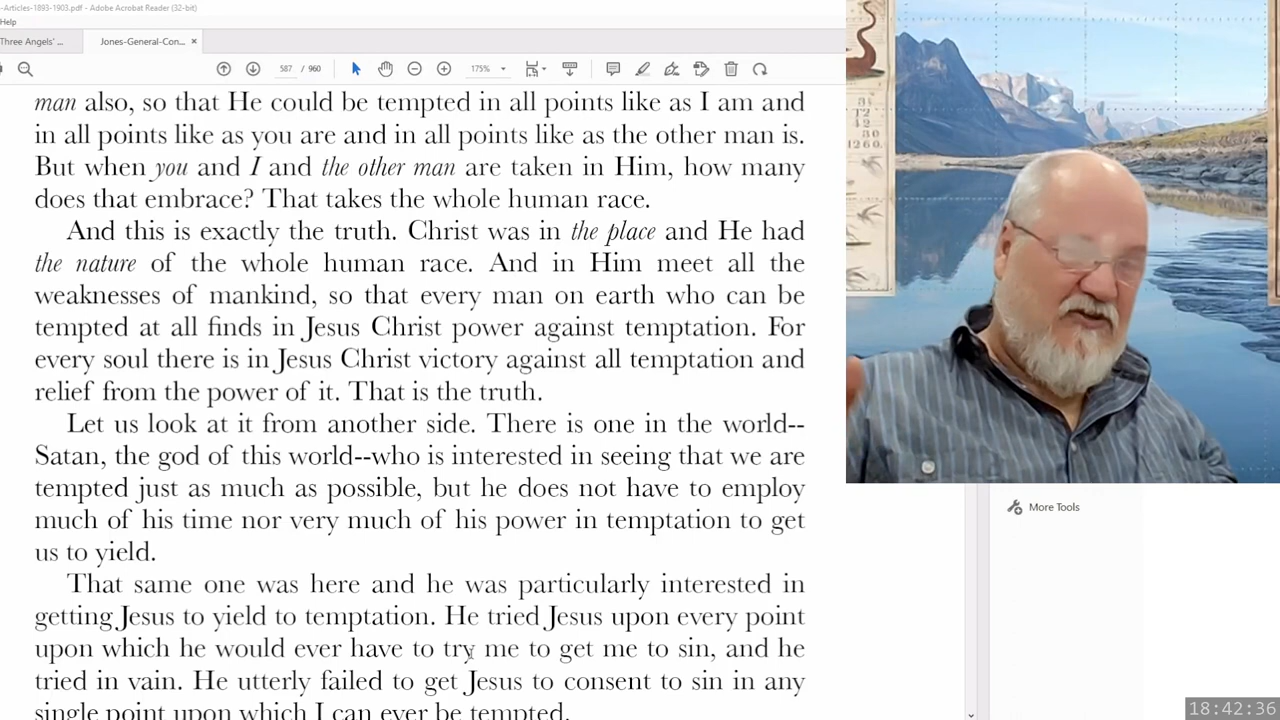 -Articles-1893-1903.pdf - Adobe Acrobat Reader (32-bit)
Help
Three Angels' ...
Jones-General-Con... ×
587 960
man also, so that He could be tempted in all points like as I am and
in all points like as you are and in all points like as the other man is.
But when you and I and the other man are taken in Him, how many
does that embrace? That takes the whole human race.
And this is exactly the truth. Christ was in the place and He had
the nature of the whole human race. And in Him meet all the
weaknesses of mankind, so that every man on earth who can be
tempted at all finds in Jesus Christ power against temptation. For
every soul there is in Jesus Christ victory against all temptation and
relief from the power of it. That is the truth.
Let us look at it from another side. There is one in the world--
Satan, the god of this world--who is interested in seeing that we are
tempted just as much as possible, but he does not have to employ
much of his time nor very much of his power in temptation to get
us to yield.
That same one was here and he was particularly interested in
getting Jesus to yield to temptation. He tried Jesus upon every point
upon which he would ever have to try me to get me to sin, and he
tried in vain. He utterly failed to get Jesus to consent to sin in any
single point upon which I can ever be tempted.
More Tools
1260
18:42:36